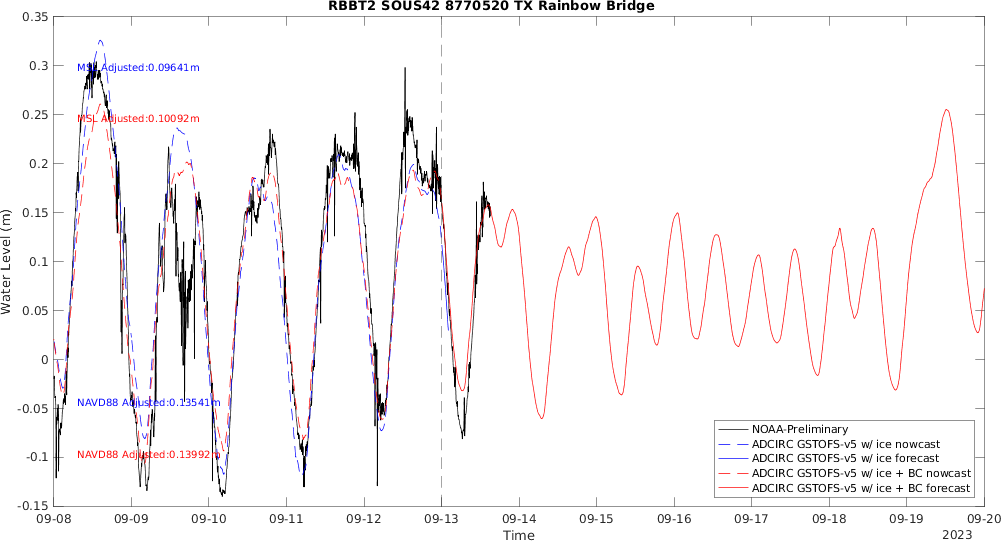 RBBT2 SOUS42 8770520 TX Rainbow Bridge
0.35
0.3
0.25
0.2
0.15
0.1
0.05
0
-0.05
-0.1
-0.15
Water Level (m)
MSL Adjusted:0.09641m
MSL Adjusted:0.10092m
NAVD88 Adjusted:0.13541m
NAVD88 Adjusted:0.13992m
NOAA-Preliminary
ADCIRC GSTOFS-v5 w/ ice nowcast
ADCIRC GSTOFS-v5 w/ ice forecast
ADCIRC GSTOFS-v5 w/ ice + BC nowcast
ADCIRC GSTOFS-v5 w/ ice + BC forecast
09-08 09-09 09-10 09-11 09-12 09-13 09-14 09-15 09-16 09-17 09-18 09-19 09-20
Time
2023